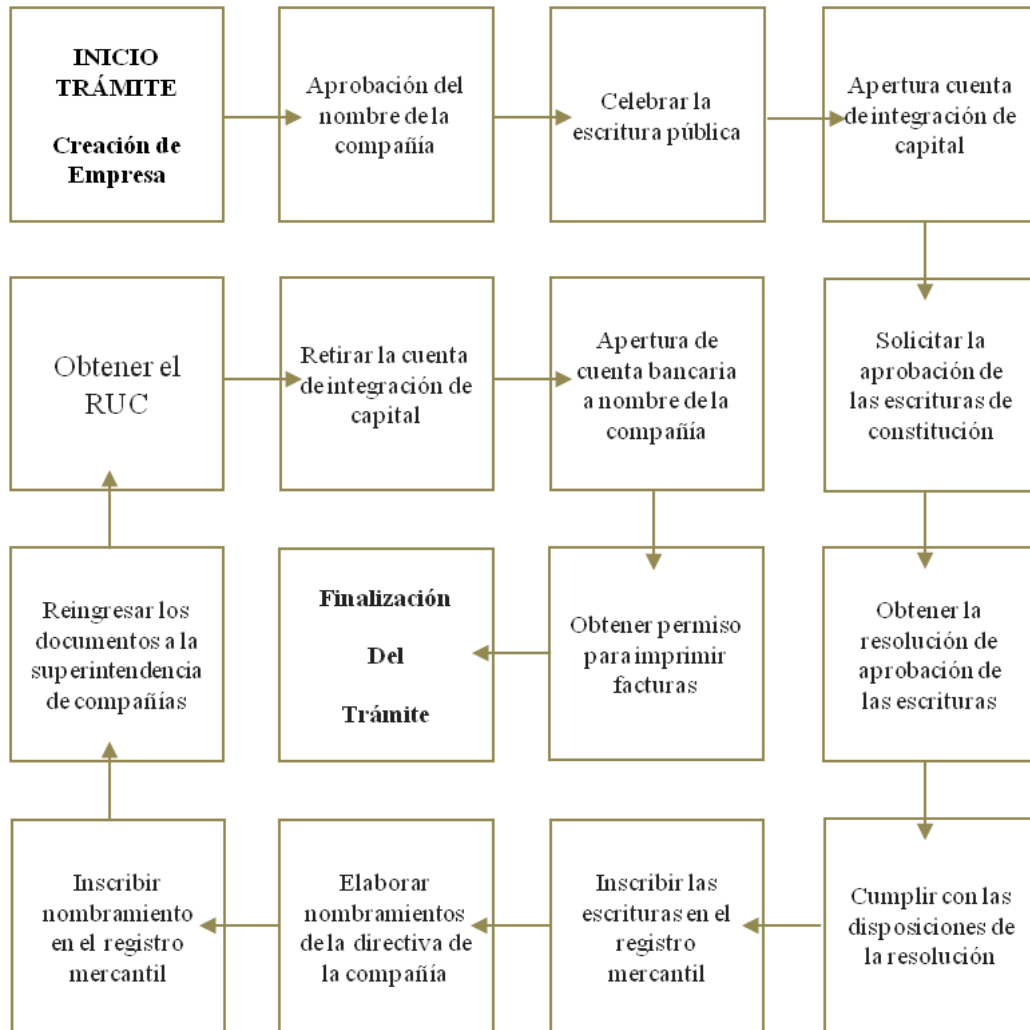 INICIO
TRÁMITE
Creación de
Empresa
Aprobación del
nombre de la
compañía
Celebrar la
escritura pública
Apertura cuenta
de integración de
capital
Solicitar la
aprobación de
las escrituras de
constitución
Obtener la
resolución de
aprobación de
las escrituras
Cumplir con las
disposiciones de
la resolución
Inscribir las
escrituras en el
registro
mercantil
Elaborar
nombramientos
de la directiva de
la compañía
Inscribir
nombramiento
en el registro
mercantil
Reingresar los
documentos a la
superintendencia
de compañías
Obtener el
RUC
Retirar la cuenta
de integración de
capital
Apertura de
cuenta bancaria
a nombre de la
compañía
Obtener permiso
para imprimir
facturas
Finalización
Del
Trámite